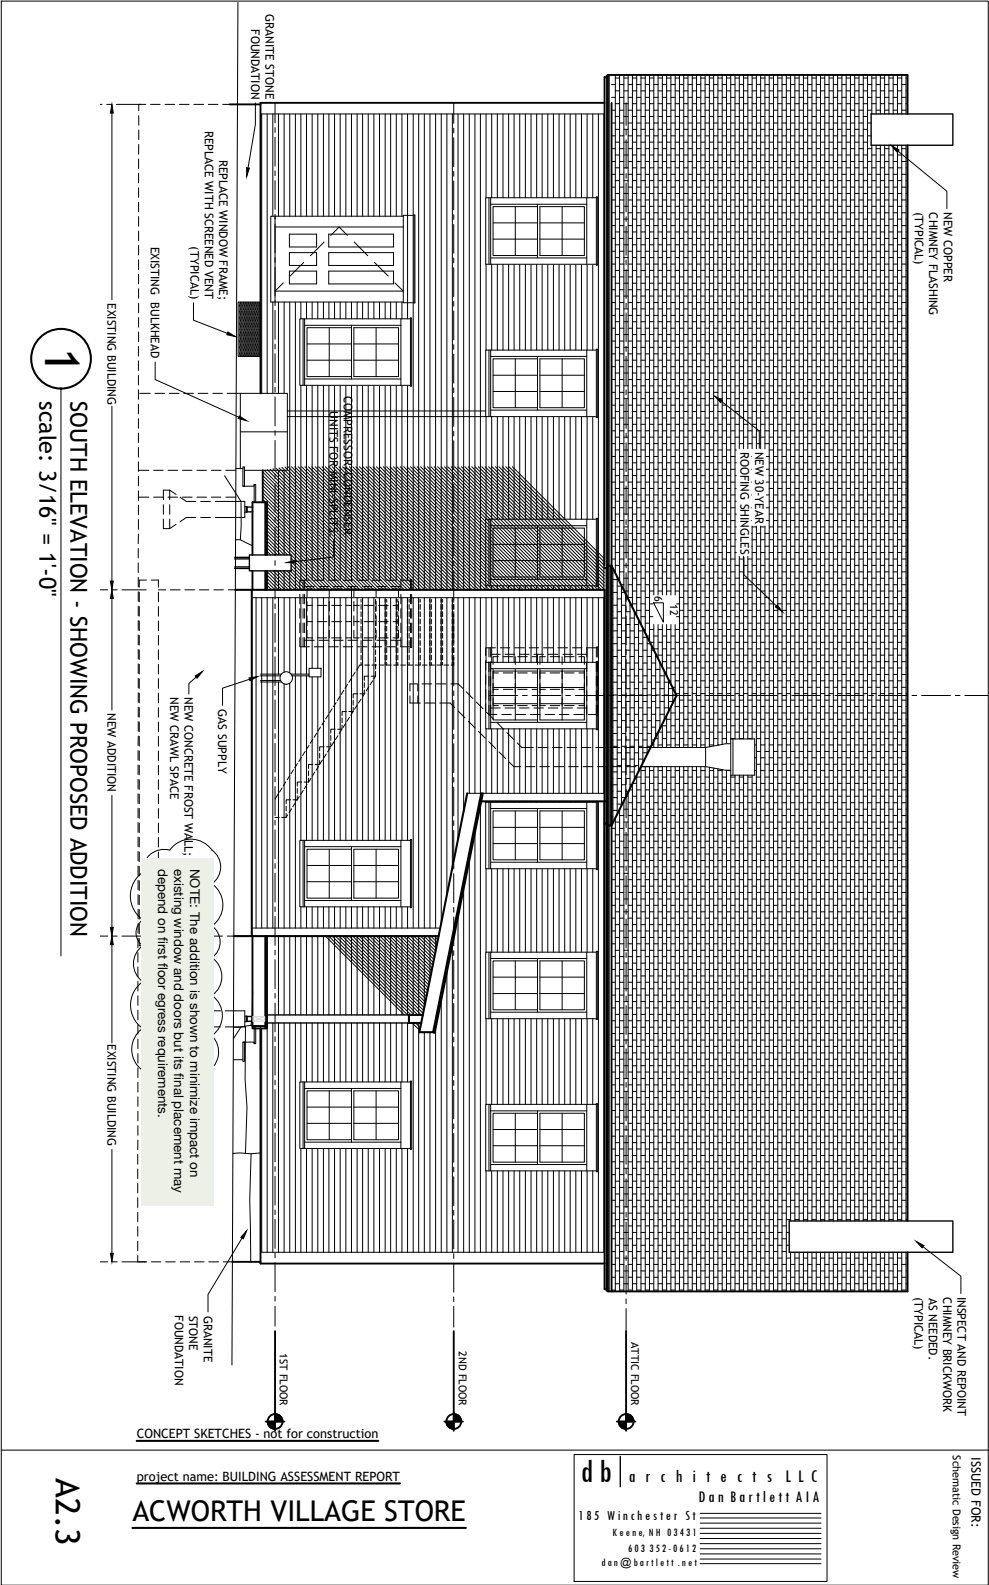 NEW COPPER
CHIMNEY FLASHING
(TYPICAL)
INSPECT AND REPOINT
CHIMNEY BRICKWORK
AS NEEDED.
(TYPICAL)
NEW 30-YEAR
ROOFING SHINGLES
12
6
ATTIC FLOOR
2ND FLOOR
1ST FLOOR
COMPRESSOR/CONDENSER
UNITS FOR MINI-SPLITS
GRANITE STONE
FOUNDATION
REPLACE WINDOW FRAME;
REPLACE WITH SCREENED VENT
(TYPICAL)
EXISTING BULKHEAD
GAS SUPPLY
NEW CONCRETE FROST WALL;
NEW CRAWL SPACE
NOTE: The addition is shown to minimize impact on
existing window and doors but its final placement may
depend on first floor egress requirements.
GRANITE
STONE
FOUNDATION
EXISTING BUILDING
NEW ADDITION
EXISTING BUILDING
1
SOUTH ELEVATION - SHOWING PROPOSED ADDITION
scale: 3/16" = 1'-0"
CONCEPT SKETCHES - not for construction
ISSUED FOR:
Schematic Design Review
db architects LLC
Dan Bartlett AIA
185 Winchester St
Keene, NH 03431
603 352-0612
dan@bartlett.net
project name: BUILDING ASSESSMENT REPORT
ACWORTH VILLAGE STORE
A2.3